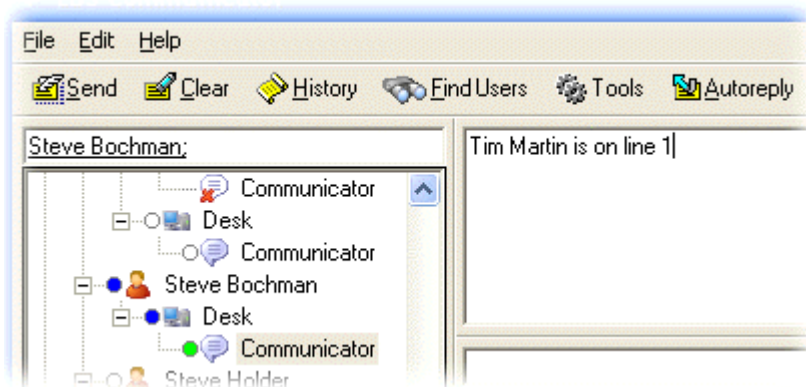 File Edit Help
Send Clear History Find Users Tools Autoreply
Steve Bochman;
Tim Martin is on line 1
Communicator
Desk
Communicator
Steve Bochman
Desk
Communicator
Steve Holder